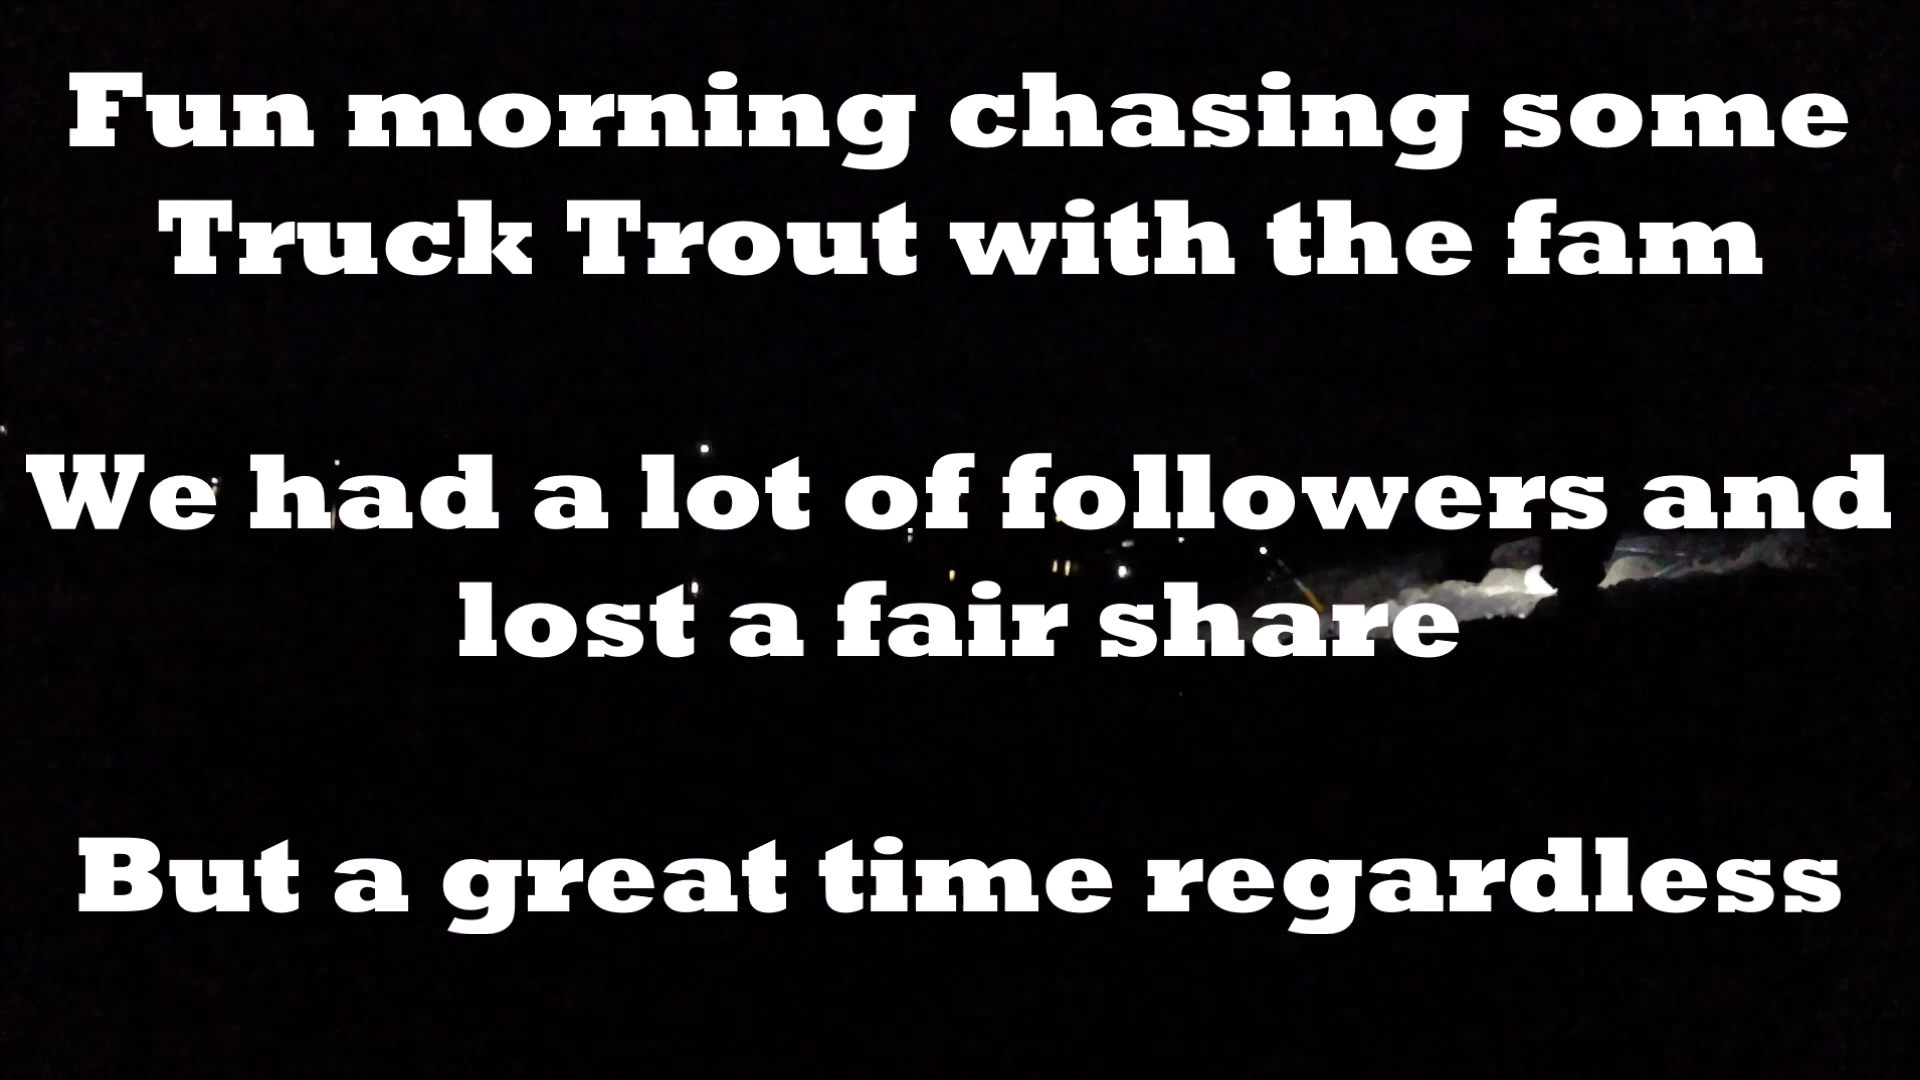 Fun morning chasing some
Truck Trout with the fam
We had a lot of followers and
lost a fair share
But a great time regardless